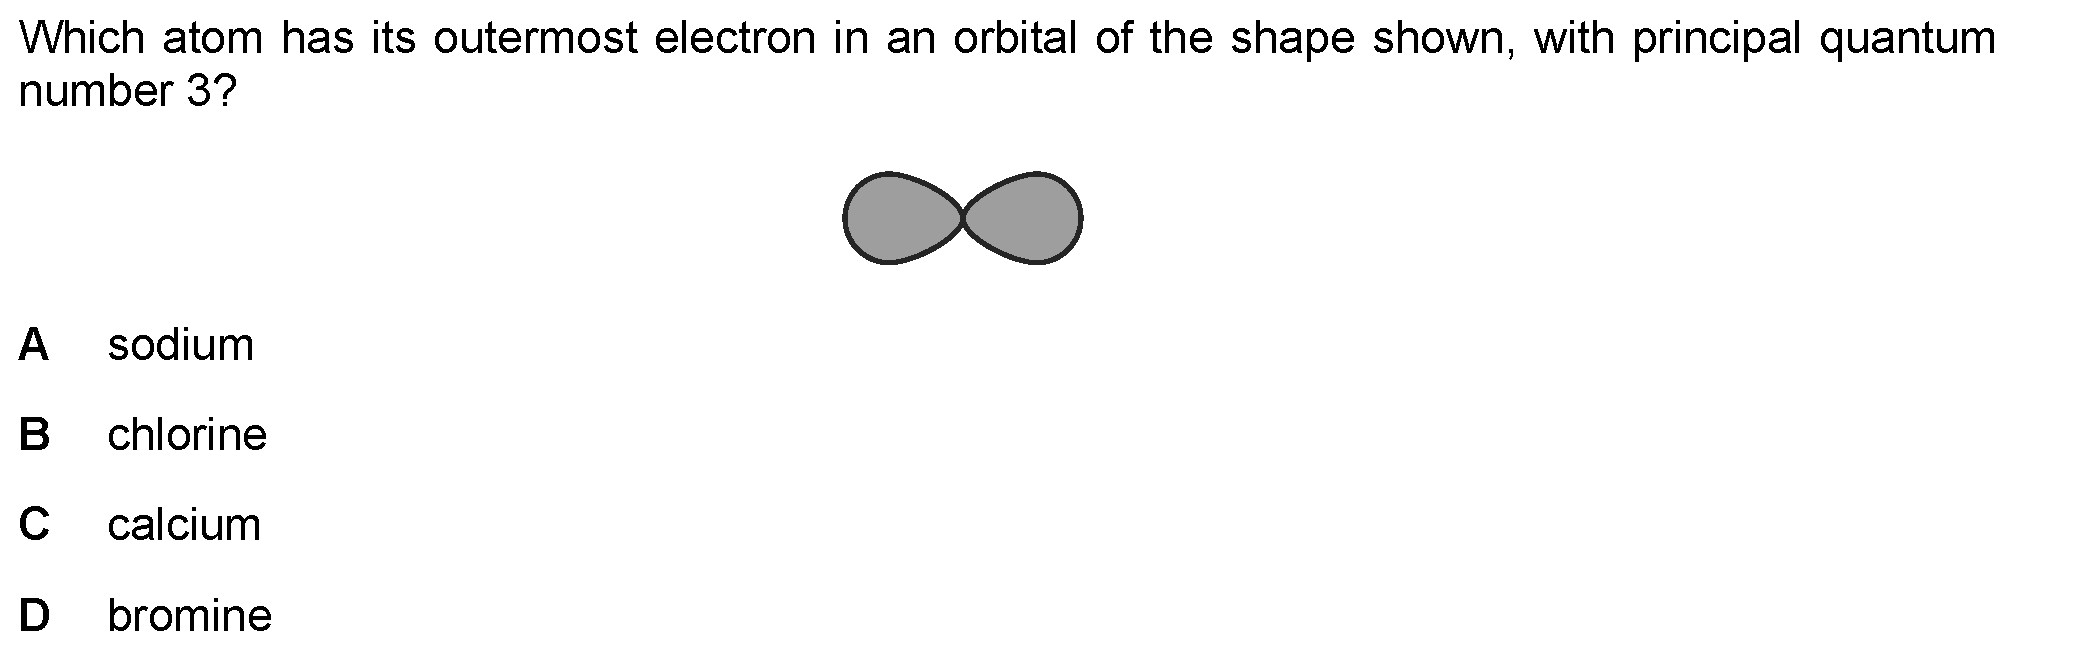 Which atom has its outermost electron in an orbital of the shape shown, with principal quantum
number 3?
A sodium
B chlorine
C calcium
D bromine